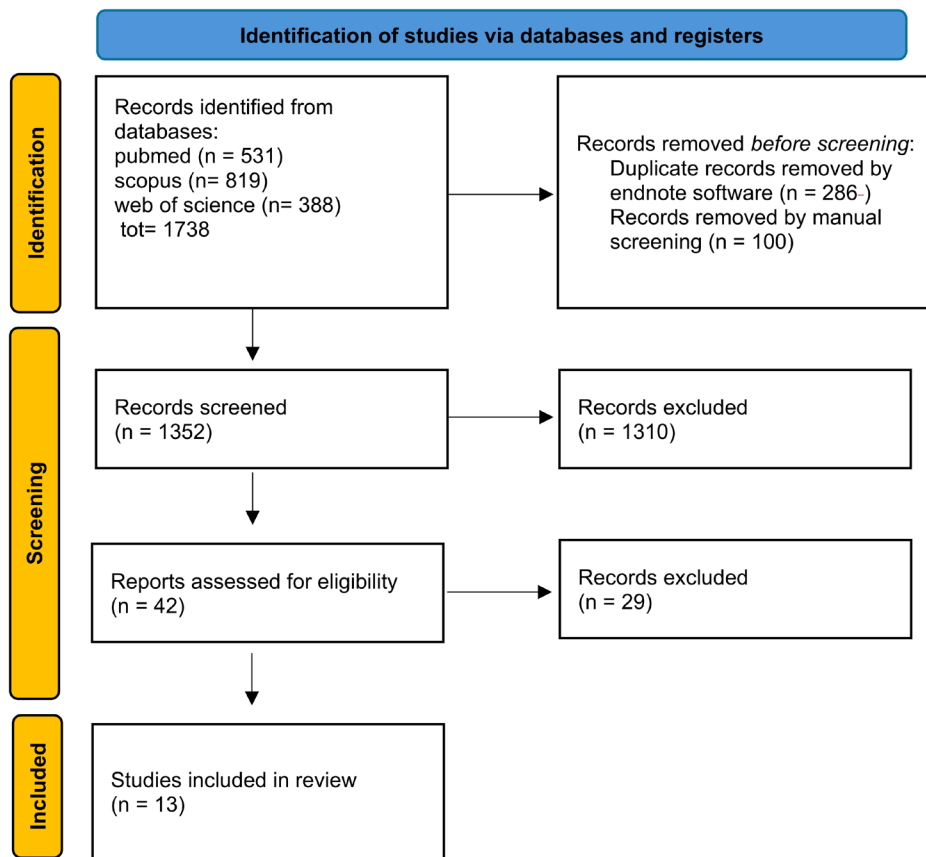 Identification of studies via databases and registers
Identification
Records identified from
databases:
pubmed (n = 531)
scopus (n= 819)
web of science (n= 388)
tot= 1738
Records removed before screening:
Duplicate records removed by
endnote software (n = 286-)
Records removed by manual
screening (n = 100)
Screening
Records screened
(n = 1352)
Records excluded
(n = 1310)
Reports assessed for eligibility
(n = 42)
Records excluded
(n = 29)
Included
Studies included in review
(n = 13)